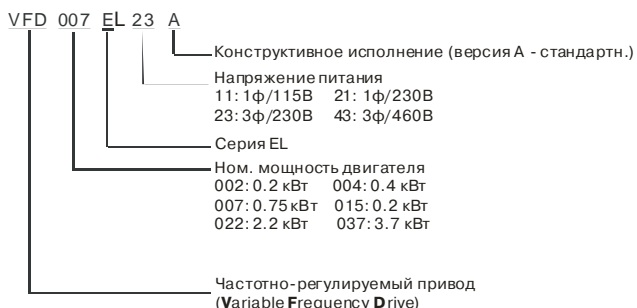 VFD 007 EL 23 A
Конструктивное исполнение (версия А - стандартн.)
Напряжение питания
11: 1ф/115В 21: 1ф/230В
23: 3ф/230В 43: 3ф/460В
Серия EL
Ном. мощность двигателя
002: 0.2 кВт 004: 0.4 кВт
007: 0.75 кВт 015: 0.2 кВт
022: 2.2 кВт 037: 3.7 кВт
Частотно-регулируемый привод
(Variable Frequency Drive)